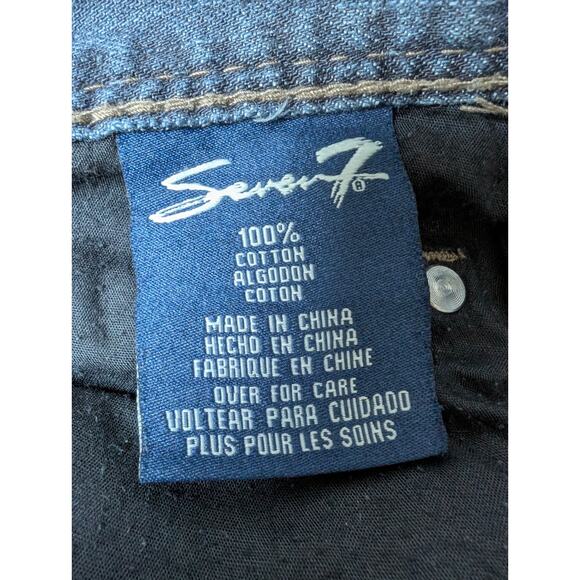 Seven7®
100%
COTTON
ALGODON
COTON
MADE IN CHINA
HECHO EN CHINA
FABRIQUE EN CHINE
OVER FOR CARE
VOLTEAR PARA CUIDADO
PLUS POUR LES SOINS